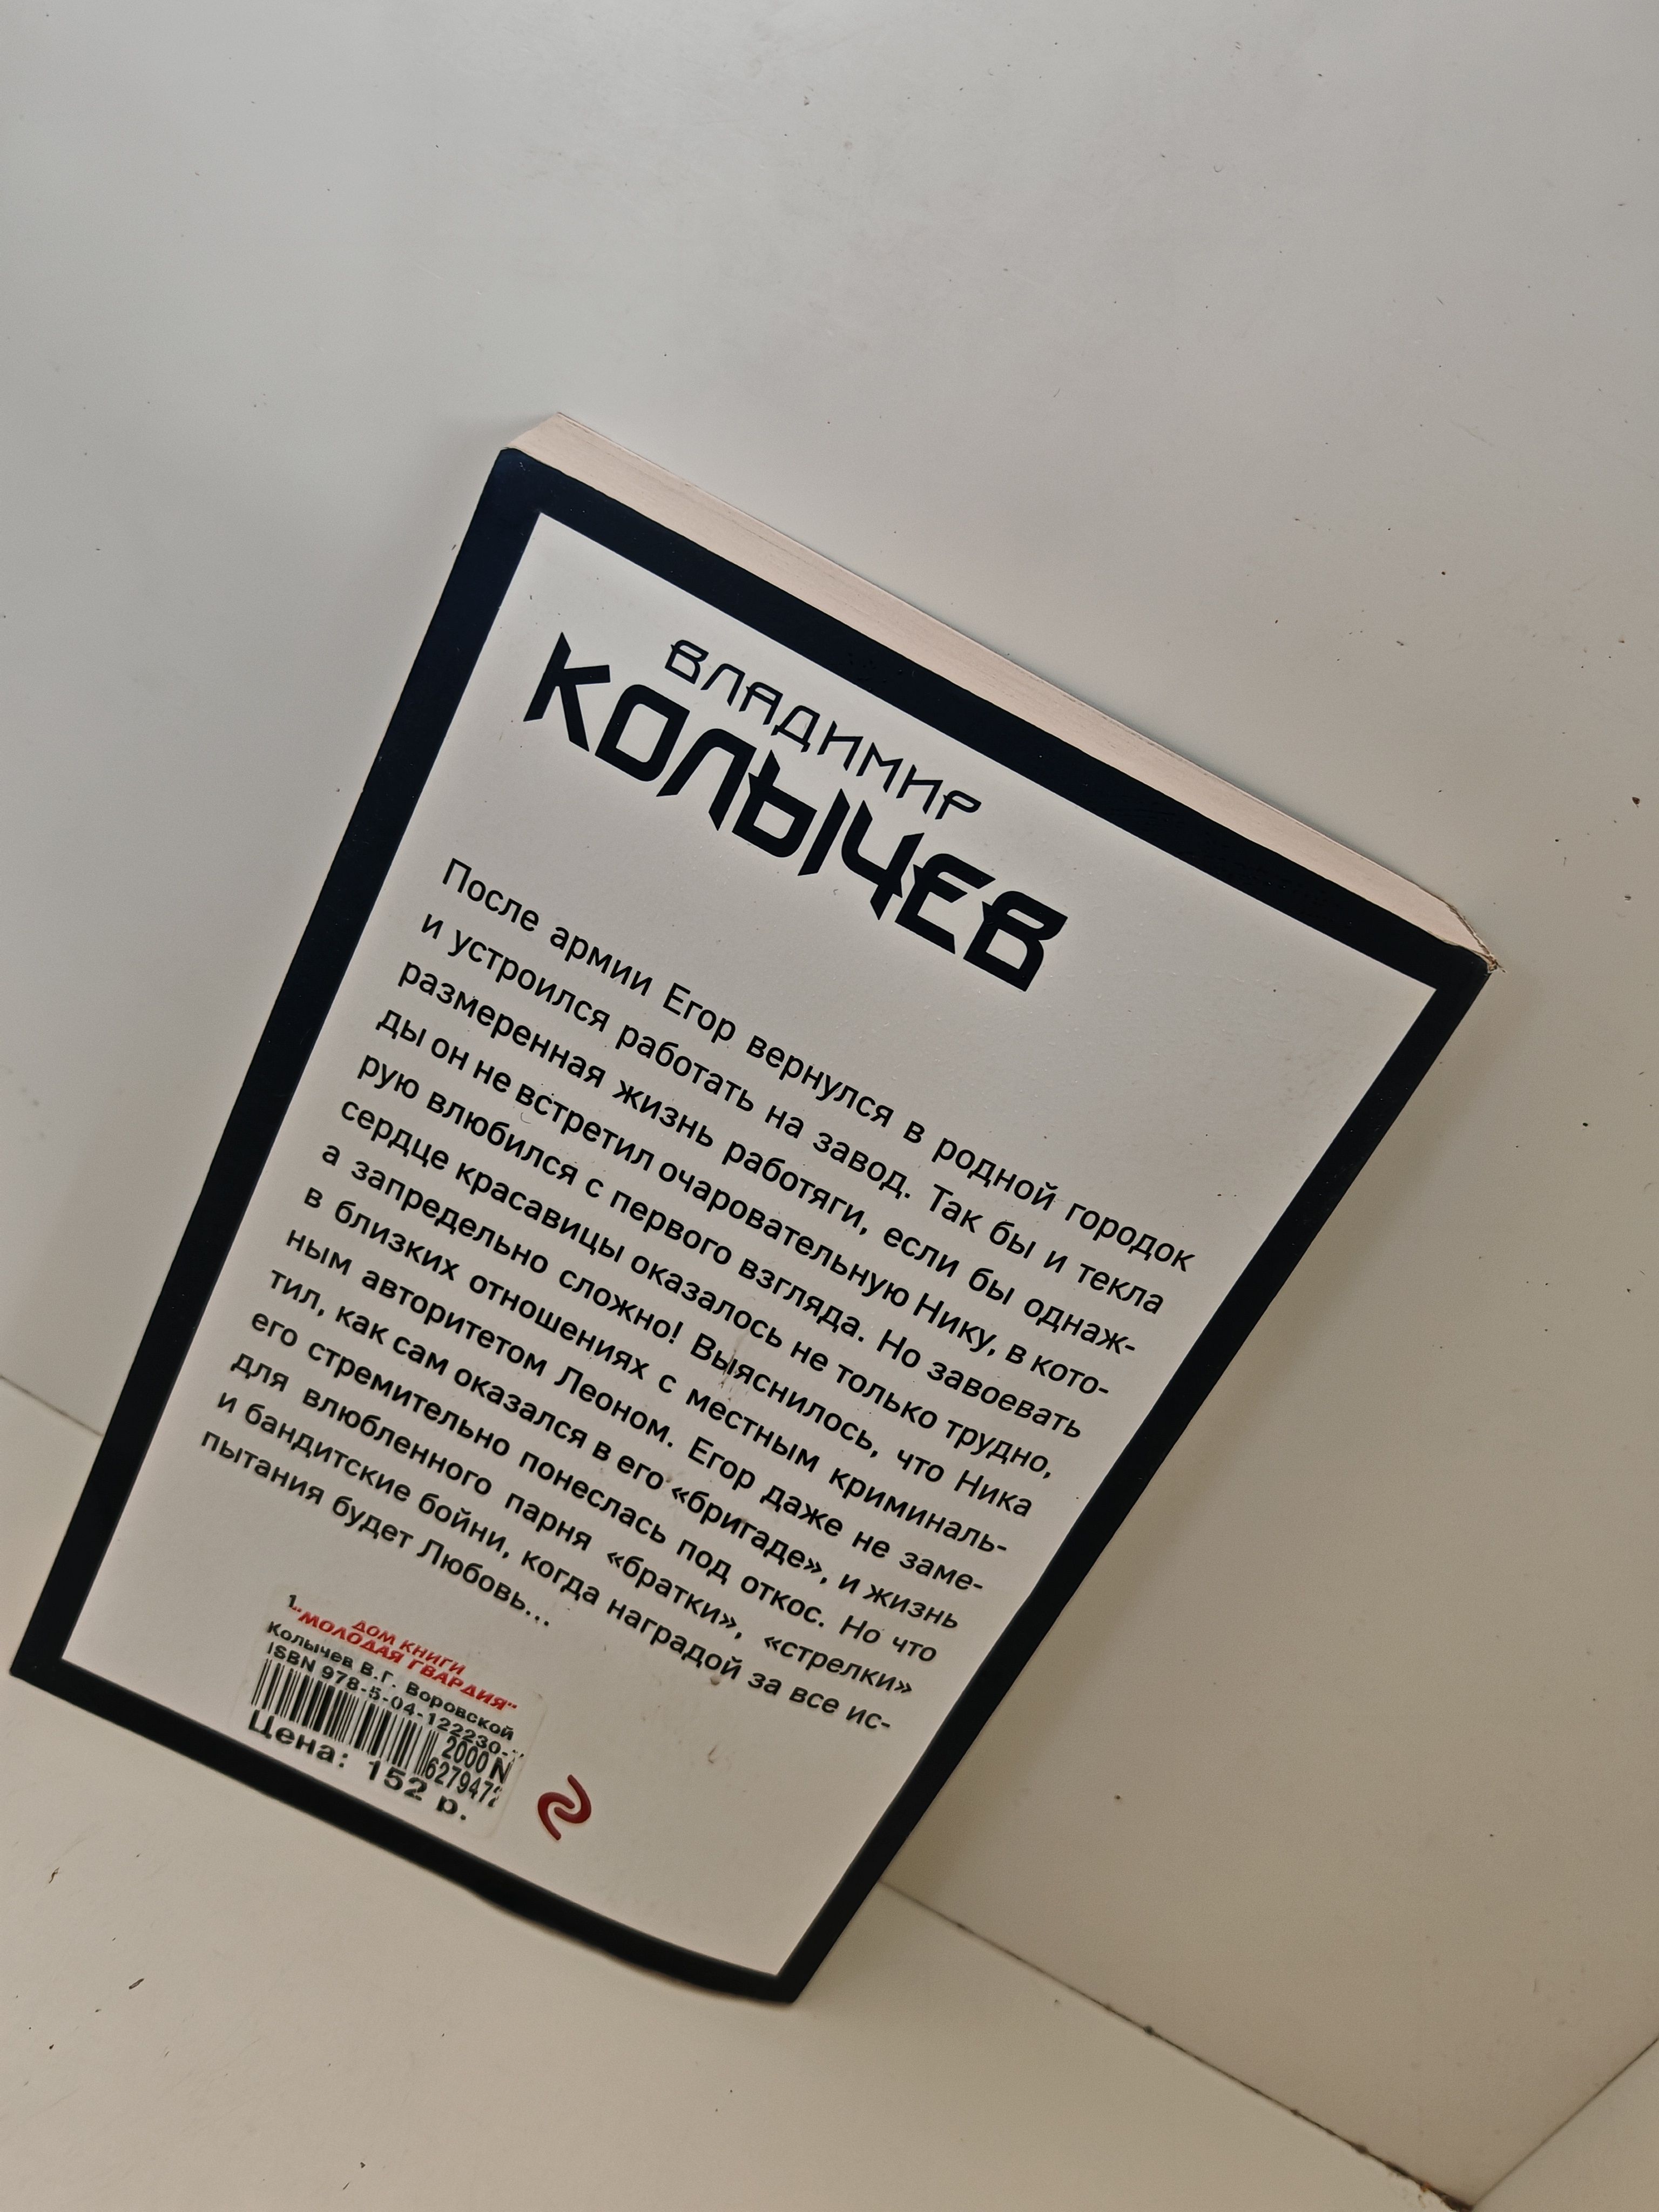 ВЛАДИМИР
КОЛЫЧЕВ
После армии Егор вернулся в родной городок
и устроился работать на завод. Так бы и текла
размеренная жизнь работяги, если бы однаж-
ды он не встретил очаровательную Нику, в кото-
рую влюбился с первого взгляда. Но завоевать
сердце красавицы оказалось не только трудно,
а запредельно сложно! Выяснилось, что Ника
в близких отношениях с местным криминаль-
ным авторитетом Леоном. Егор даже не заме-
тил, как сам оказался в его «бригаде», и жизнь
его стремительно понеслась под откос. Но что
для влюбленного парня «братки», «стрелки»
и бандитские бойни, когда наградой за все ис-
пытания будет Любовь...
1
ДОМ КНИГИ
"МОЛОДАЯ ГВАРДИЯ"
Колычев В.Г. Воровской
ISBN 978-5-04-122230-
2000 N
6279472
Цена: 152 р.